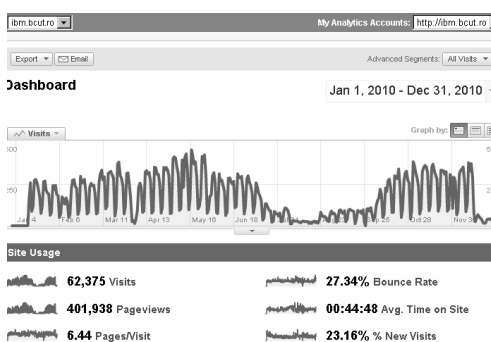 ibm.bcut.ro My Analytics Accounts: http://ibm.bcut.ro
Export Email Advanced Segments: All Visits
Dashboard
Jan 1, 2010 - Dec 31, 2010
Visits Graph by:
250
Jan 4 Feb 6 Mar 11 Apr 13 May 16 Jun 18 Oct 28 Nov 3
Site Usage
62,375 Visits 27.34% Bounce Rate
401,938 Pageviews 00:44:48 Avg. Time on Site
6.44 Pages/Visit 23.16% % New Visits